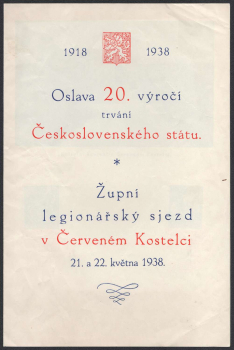 1918 1938
Oslava 20. výročí
trvání
Československého státu.
*
Župní
legionářský sjezd
v Červeném Kostelci
21. a 22. května 1938.